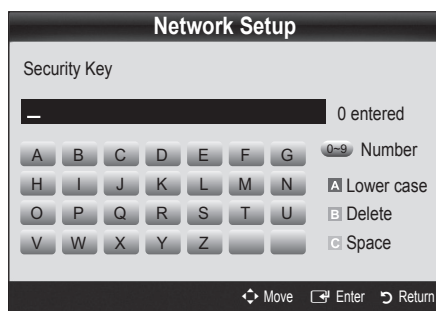 Network Setup
Security Key
_ 0 entered
A B C D E F G 0~9 Number
H I J K L M N A Lower case
O P Q R S T U B Delete
V W X Y Z C Space
Move Enter Return